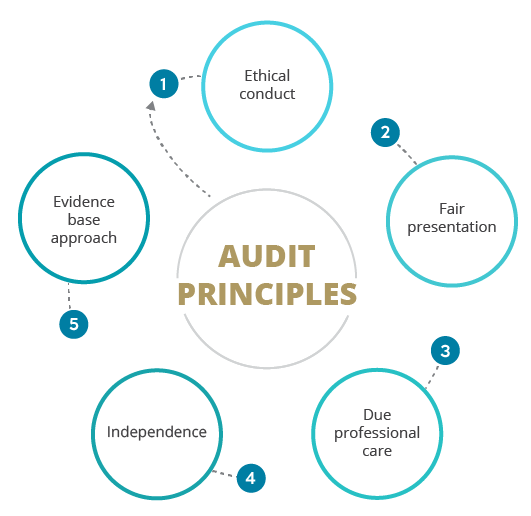 AUDIT
PRINCIPLES
1
Ethical
conduct
2
Fair
presentation
3
Due
professional
care
4
Independence
5
Evidence
base
approach